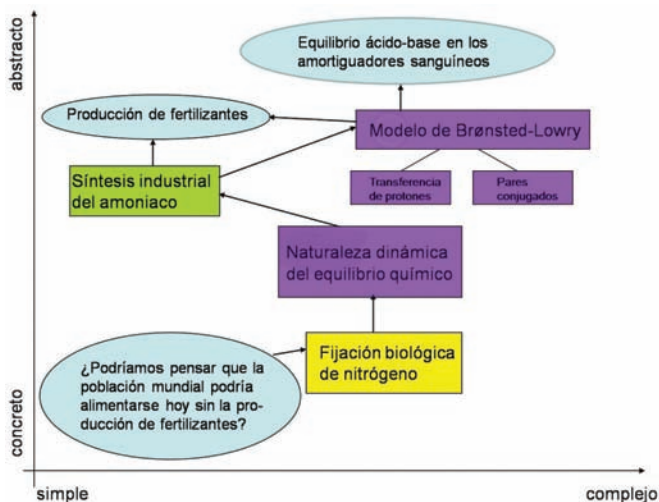 abstracto
Equilibrio ácido-base en los
amortiguadores sanguíneos
Producción de fertilizantes
Modelo de Brønsted-Lowry
Síntesis industrial
del amoniaco
Transferencia
de protones
Pares
conjugados
Naturaleza dinámica
del equilibrio químico
¿Podríamos pensar que la
población mundial podría
alimentarse hoy sin la pro-
ducción de fertilizantes?
Fijación biológica
de nitrógeno
concreto
simple
complejo